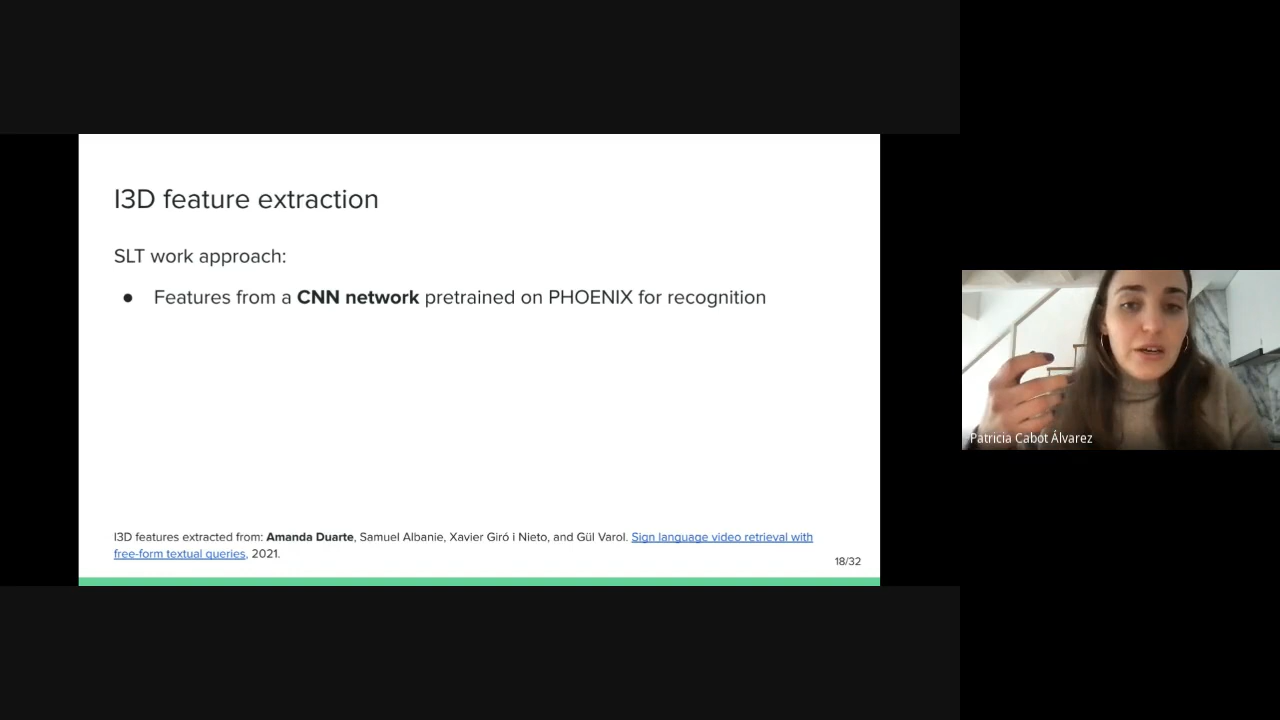 I3D feature extraction
SLT work approach:
● Features from a CNN network pretrained on PHOENIX for recognition
I3D features extracted from: Amanda Duarte, Samuel Albanie, Xavier Giró i Nieto, and Gül Varol. Sign language video retrieval with
free-form textual queries, 2021.
18/32
Patricia Cabot Álvarez